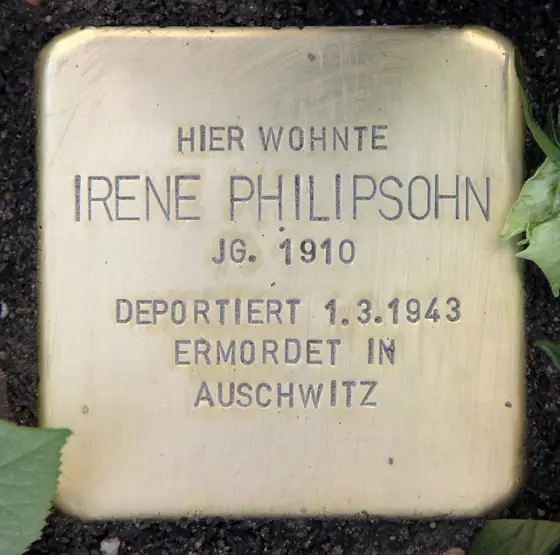 HIER WOHNTE
IRENE PHILIPSOHN
JG. 1910
DEPORTIERT 1.3.1943
ERMORDET IN
AUSCHWITZ